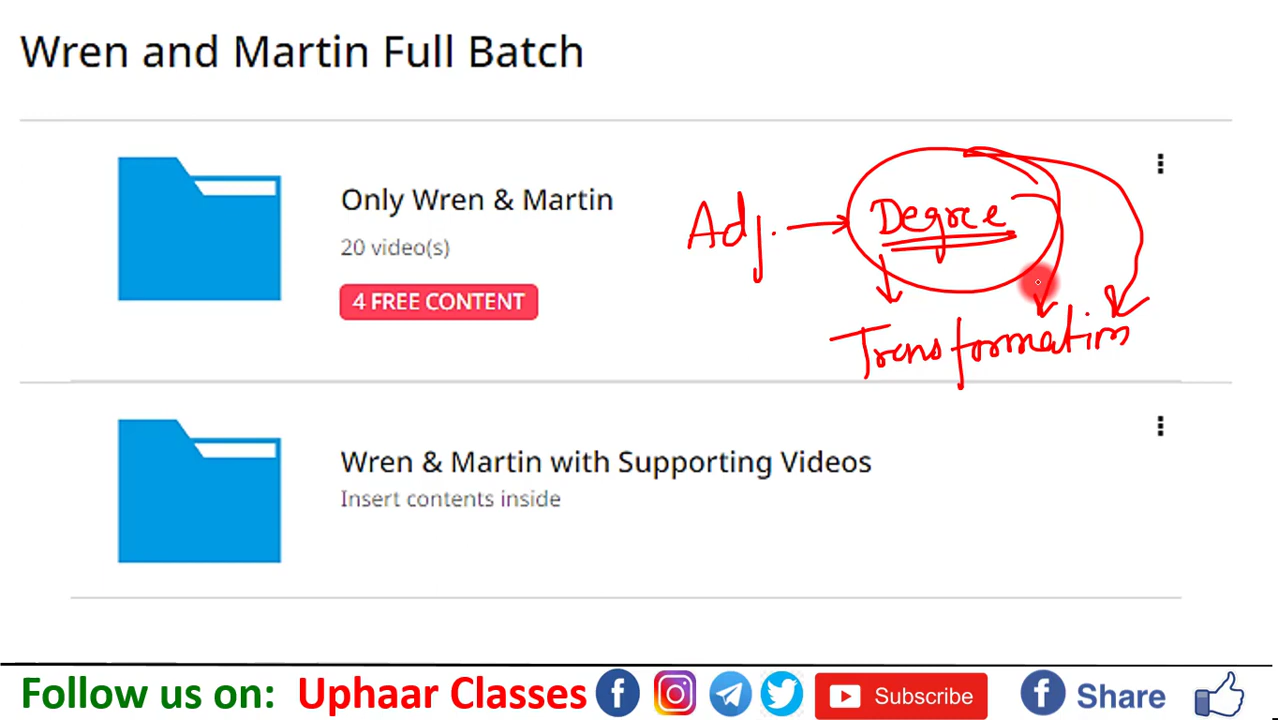 Wren and Martin Full Batch
Only Wren & Martin
20 video(s)
4 FREE CONTENT
Adj. Degree
Transformation
Wren & Martin with Supporting Videos
Insert contents inside
Follow us on: Uphaar Classes Subscribe Share